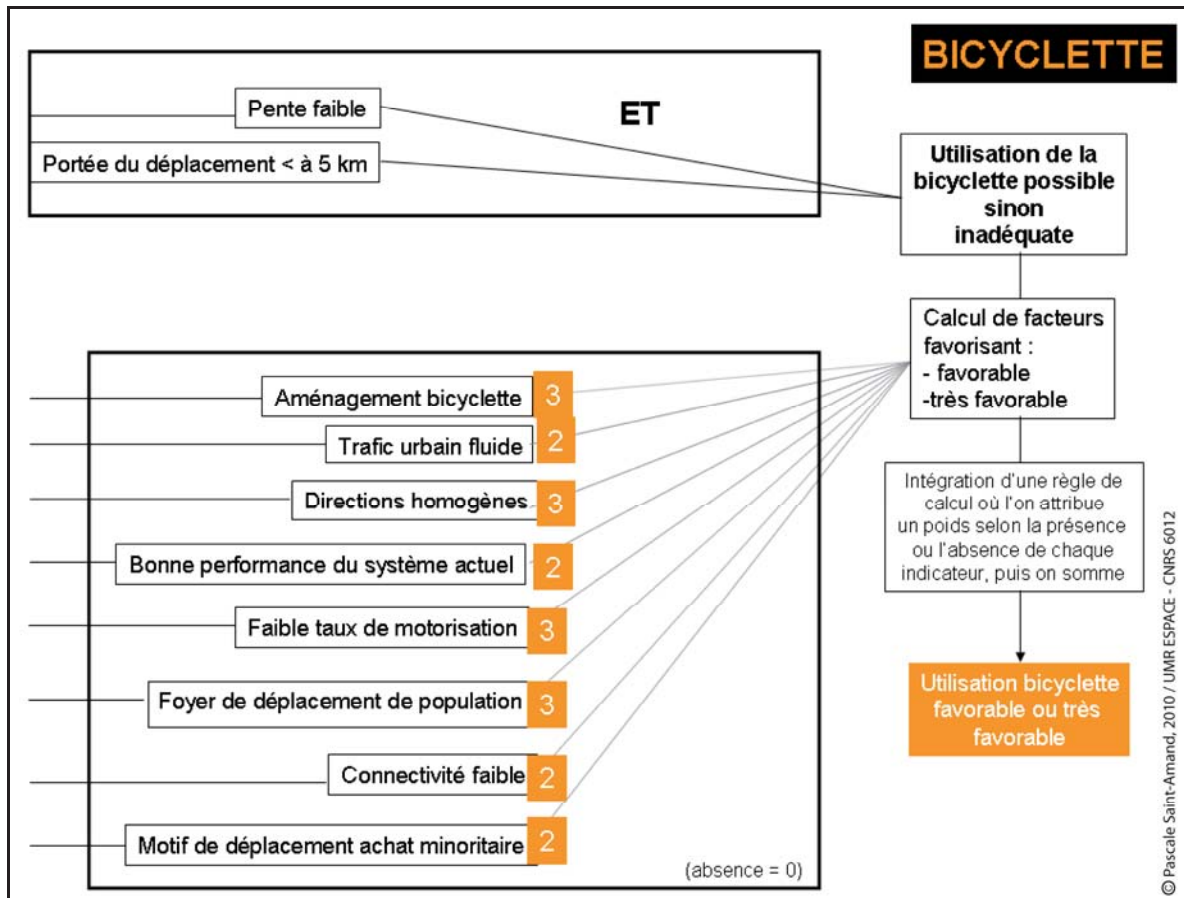 BICYCLETTE
Pente faible
ET
Portée du déplacement < à 5 km
Utilisation de la
bicyclette possible
sinon
inadéquate
Calcul de facteurs
favorisant :
- favorable
-très favorable
Aménagement bicyclette 3
Trafic urbain fluide 2
Directions homogènes 3
Bonne performance du système actuel 2
Faible taux de motorisation 3
Foyer de déplacement de population 3
Connectivité faible 2
Motif de déplacement achat minoritaire 2
(absence = 0)
Intégration d'une règle de
calcul où l'on attribue
un poids selon la présence
ou l'absence de chaque
indicateur, puis on somme
Utilisation bicyclette
favorable ou très
favorable
© Pascale Saint-Amand, 2010 / UMR ESPACE - CNRS 6012